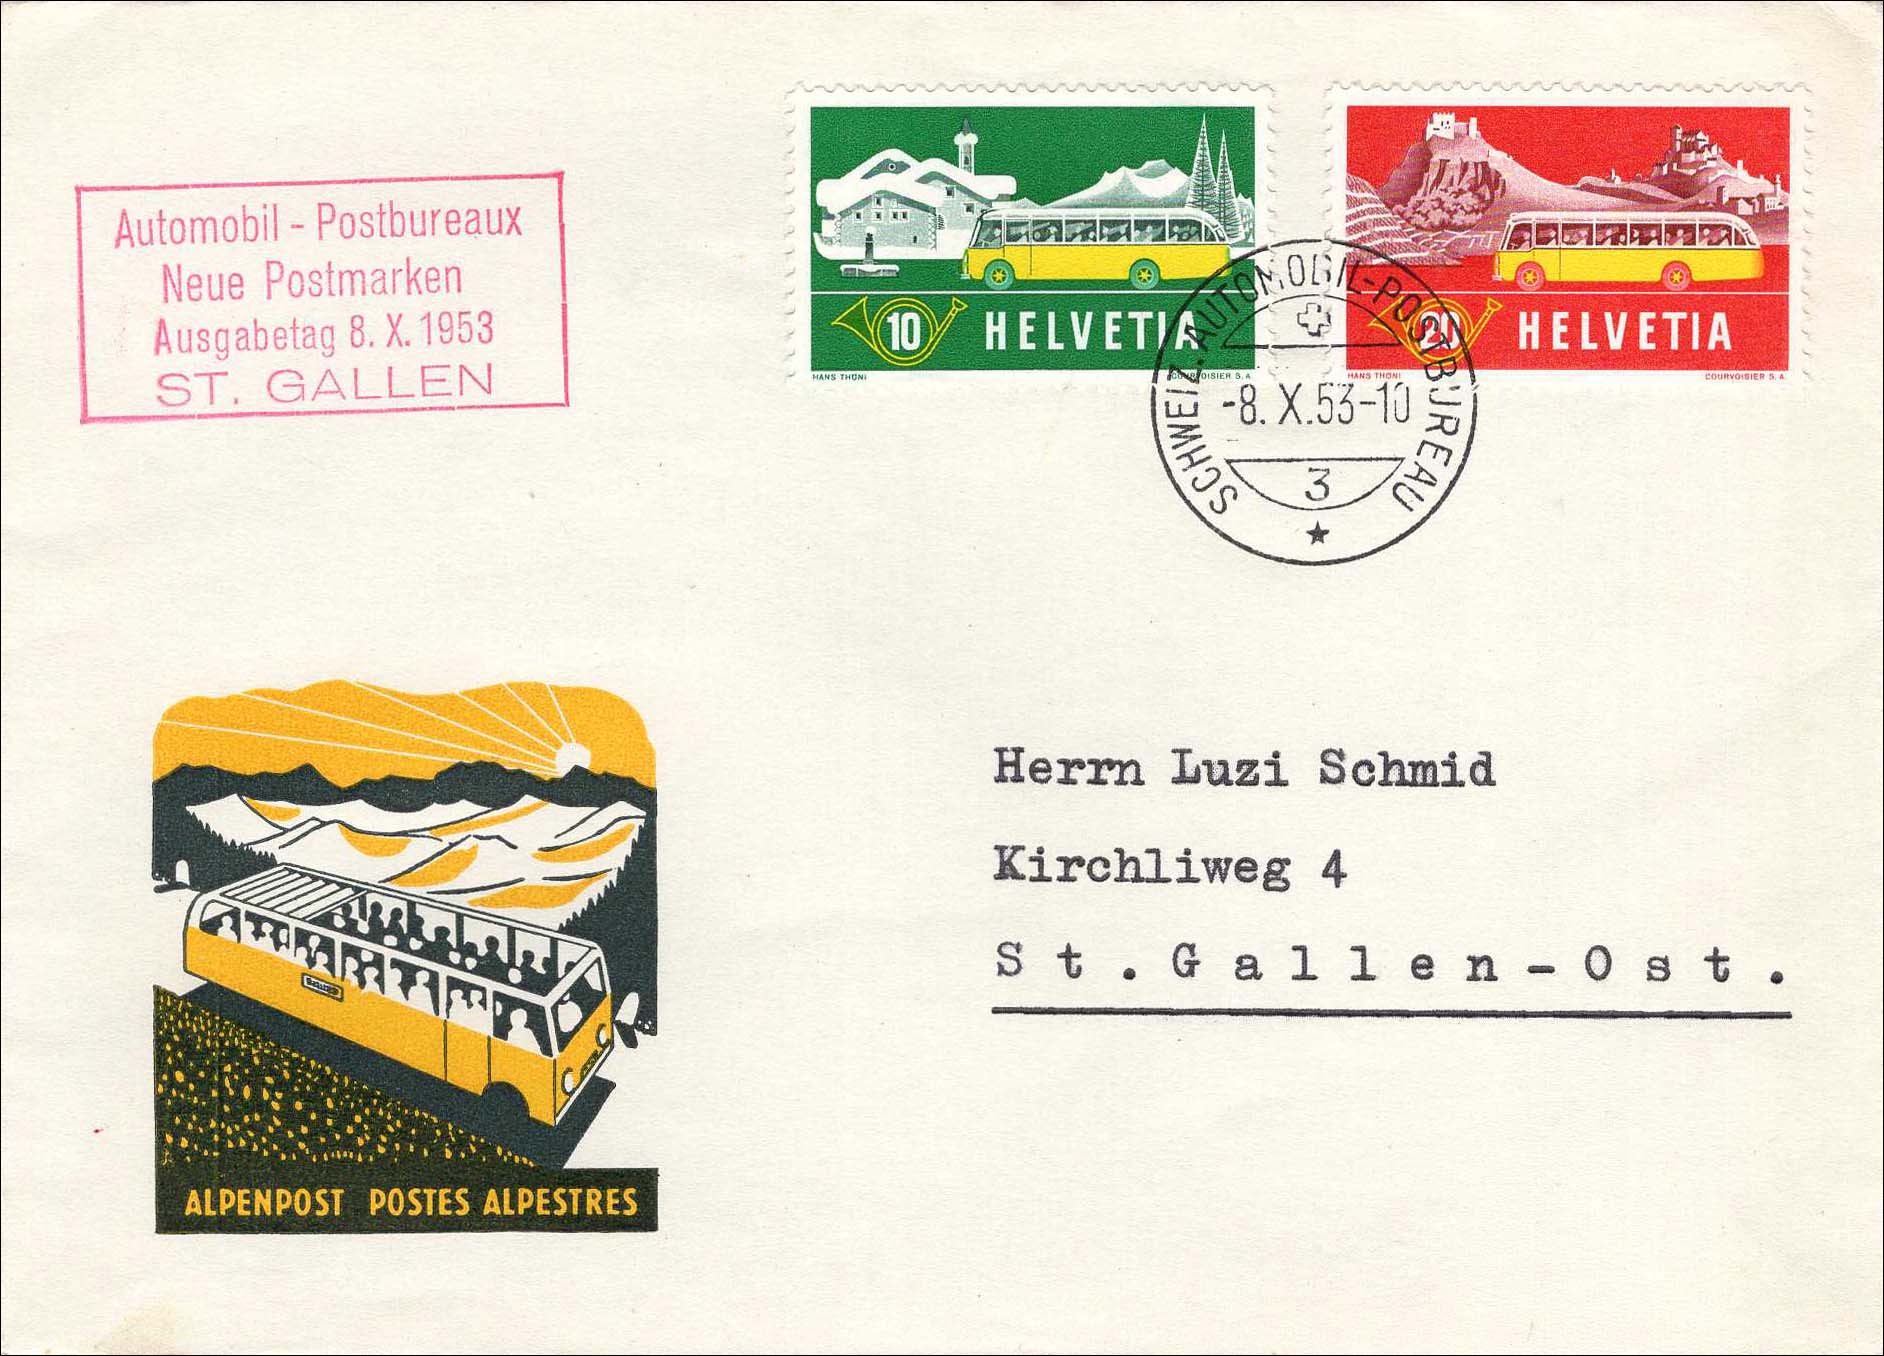 Automobil - Postbureaux
Neue Postmarken
Ausgabetag 8. X. 1953
ST. GALLEN
10 HELVETIA
HANS THÖNI COURVOISIER S.A.
20 HELVETIA
HANS THÖNI COURVOISIER S.A.
SCHWEIZ. AUTOMOBIL-POSTBUREAU
-8. X.53-10
3
Herrn Luzi Schmid
Kirchliweg 4
St.Gallen-Ost.
ALPENPOST POSTES ALPESTRES